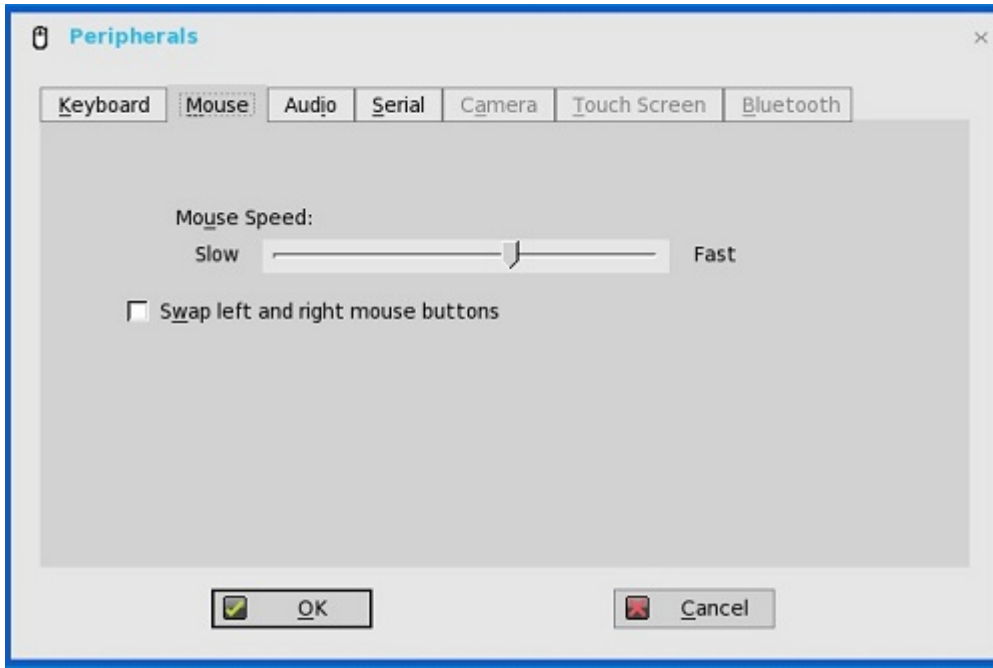 Peripherals
Keyboard Mouse Audio Serial Camera Touch Screen Bluetooth
Mouse Speed:
Slow Fast
Swap left and right mouse buttons
OK Cancel